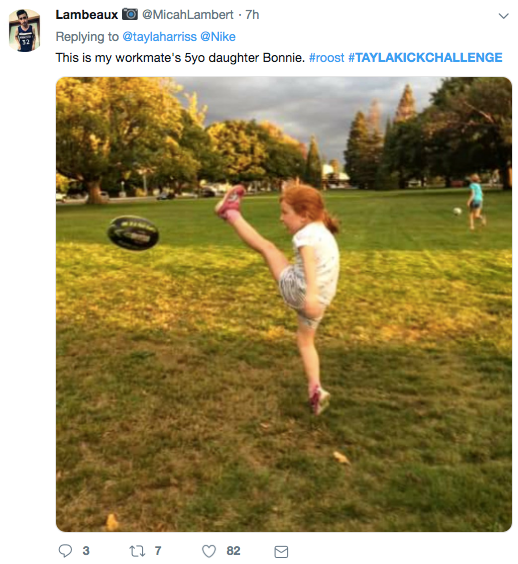 Lambeaux 📷 @MicahLambert · 7h
Replying to @taylaharriss @Nike
This is my workmate's 5yo daughter Bonnie. #roost #TAYLAKICKCHALLENGE
3 7 82